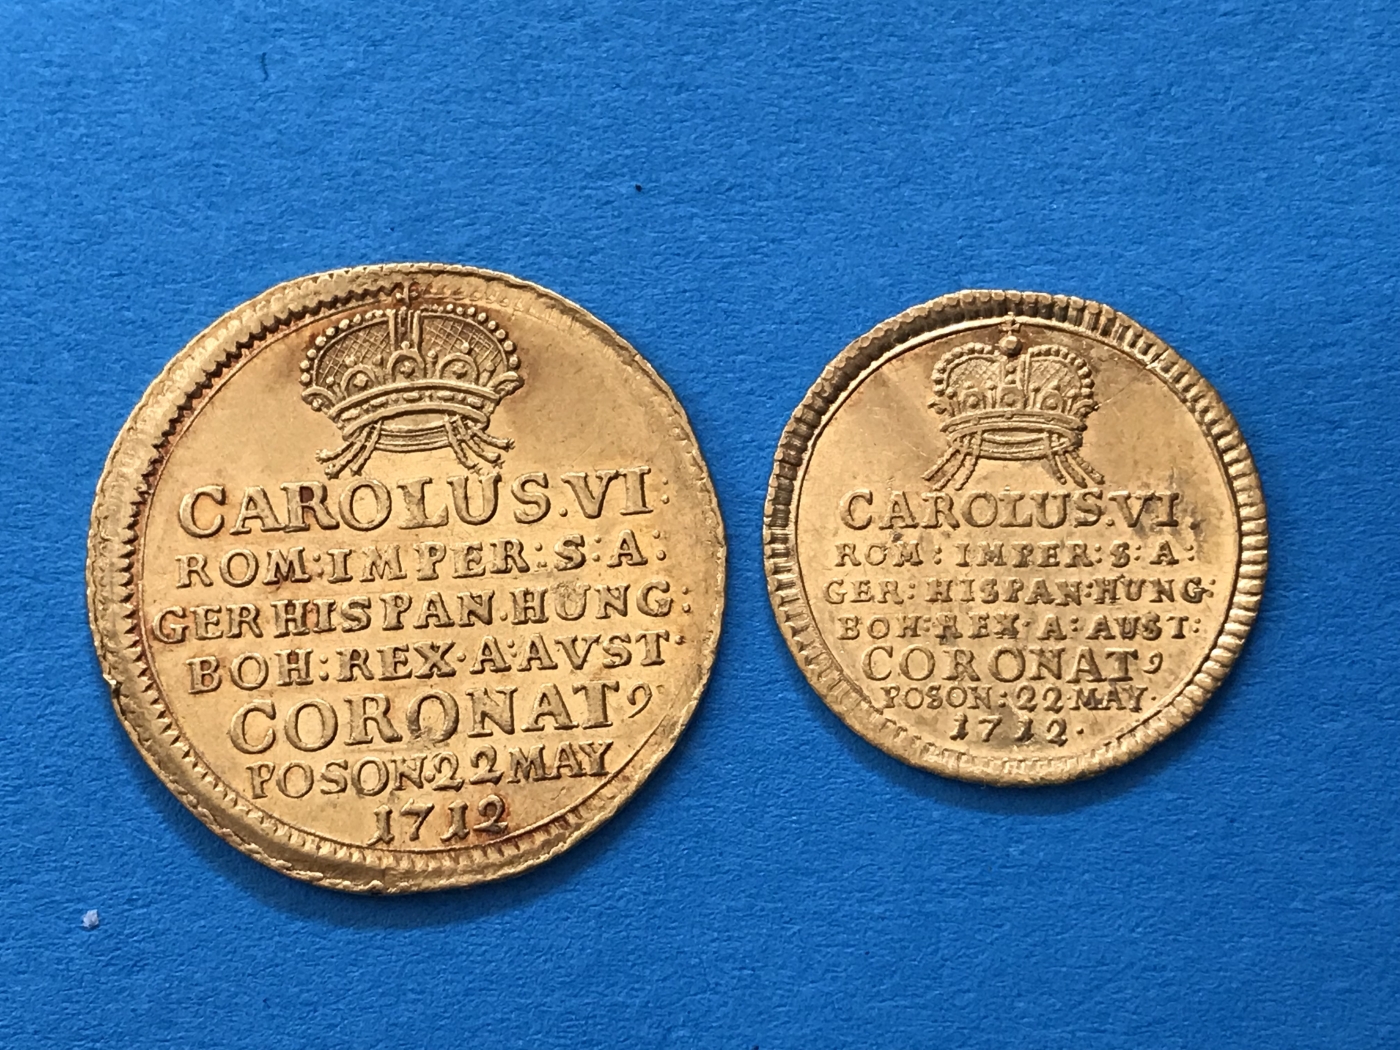 CAROLUS.VI:
ROM:IMPER:S:A:
GER HISPAN.HUNG:
BOH:REX·A:AVST·
CORONAT9
POSON.22 MAY
1712
CAROLUS.VI.
ROM: IMPER:S:A:
GER: HISPAN:HUNG:
BOH:REX·A: AUST:
CORONAT9
POSON:22 MAY·
1712·